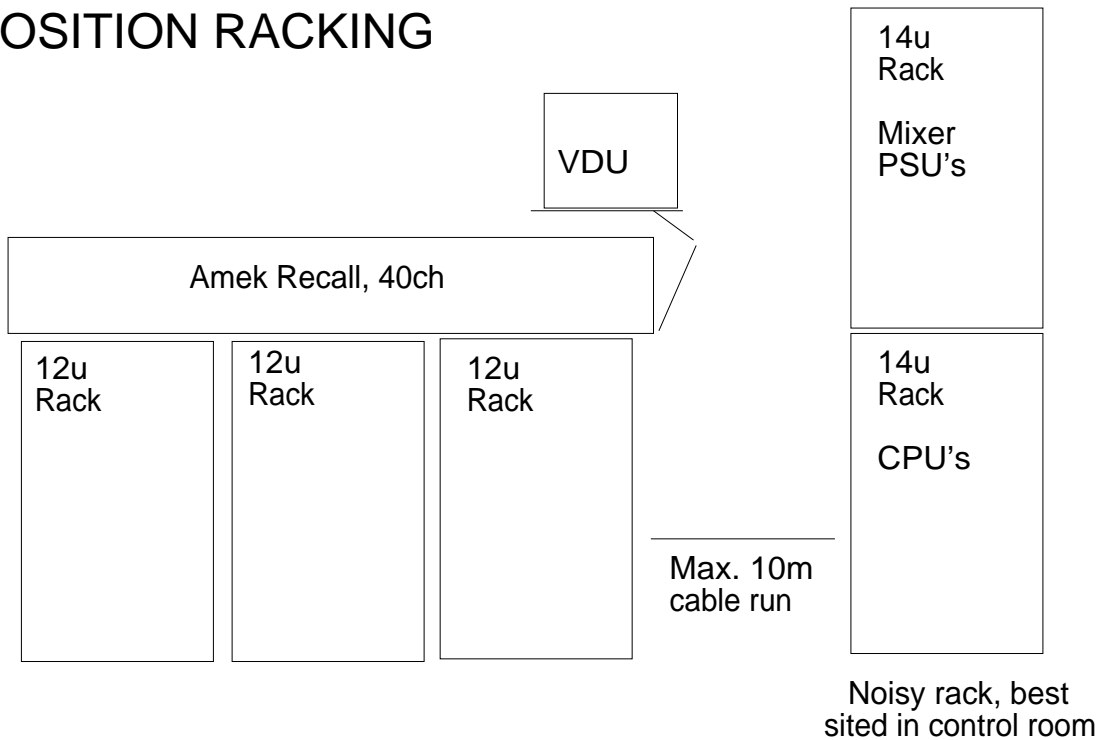 OSITION RACKING
14u
Rack
Mixer
PSU's
VDU
Amek Recall, 40ch
12u
Rack
12u
Rack
12u
Rack
14u
Rack
CPU's
Max. 10m
cable run
Noisy rack, best
sited in control room